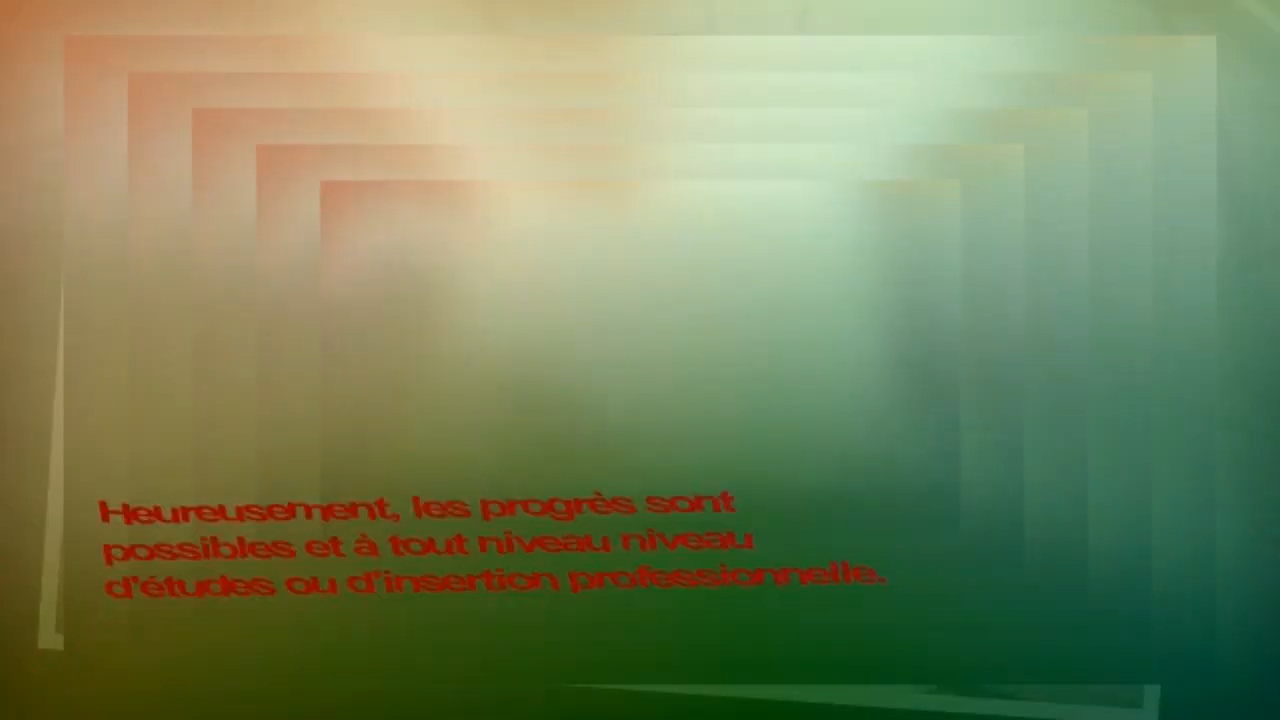 Heureusement, les progrès sont
possibles et à tout niveau niveau
d'études ou d'insertion professionnelle.